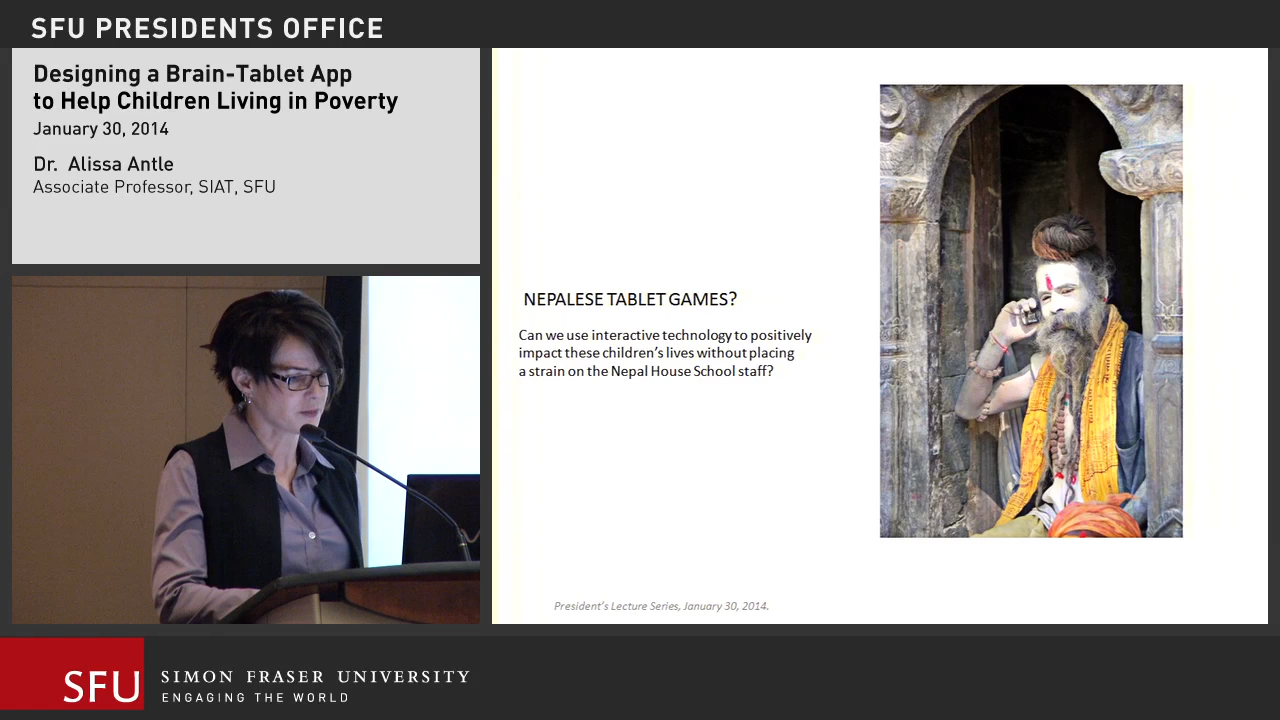 SFU PRESIDENTS OFFICE
Designing a Brain-Tablet App
to Help Children Living in Poverty
January 30, 2014
Dr. Alissa Antle
Associate Professor, SIAT, SFU
NEPALESE TABLET GAMES?
Can we use interactive technology to positively
impact these children's lives without placing
a strain on the Nepal House School staff?
President's Lecture Series, January 30, 2014.
SFU
SIMON FRASER UNIVERSITY
ENGAGING THE WORLD